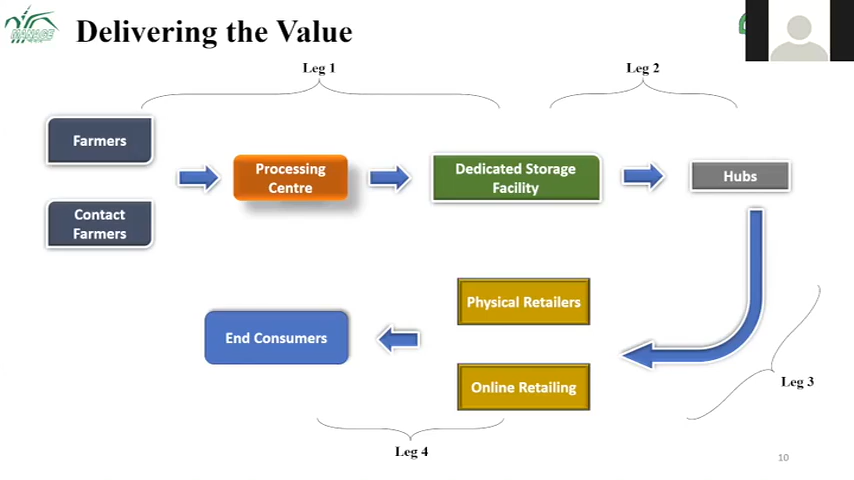 MANAGE
Delivering the Value
Leg 1
Leg 2
Farmers
Contact
Farmers
Processing
Centre
Dedicated Storage
Facility
Hubs
Physical Retailers
End Consumers
Online Retailing
Leg 3
Leg 4
10